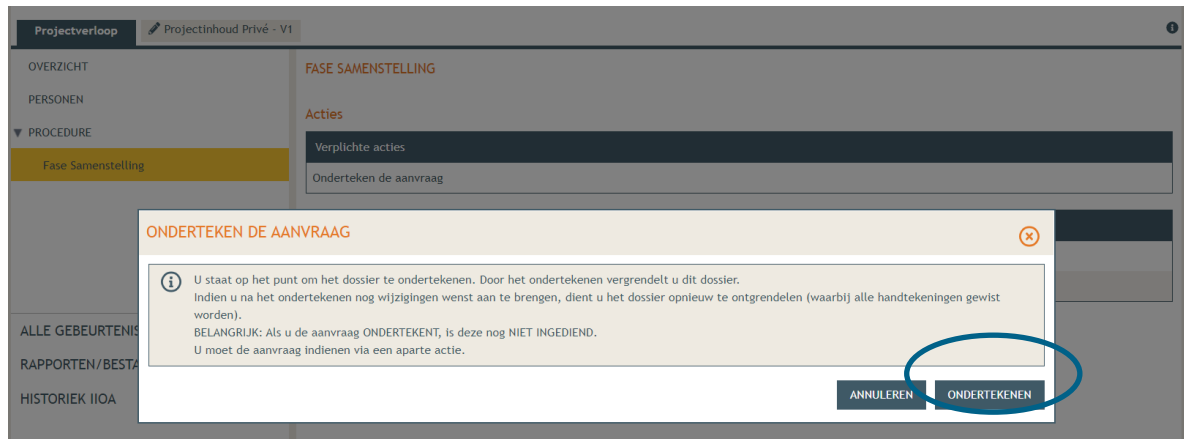 Projectverloop
Projectinhoud Privé - V1
OVERZICHT
PERSONEN
PROCEDURE
Fase Samenstelling
ALLE GEBEURTENIS
RAPPORTEN/BESTA
HISTORIEK IIOA
FASE SAMENSTELLING
Acties
Verplichte acties
Onderteken de aanvraag
ONDERTEKEN DE AANVRAAG
U staat op het punt om het dossier te ondertekenen. Door het ondertekenen vergrendelt u dit dossier.
Indien u na het ondertekenen nog wijzigingen wenst aan te brengen, dient u het dossier opnieuw te ontgrendelen (waarbij alle handtekeningen gewist
worden).
BELANGRIJK: Als u de aanvraag ONDERTEKENT, is deze nog NIET INGEDIEND.
U moet de aanvraag indienen via een aparte actie.
ANNULEREN
ONDERTEKENEN